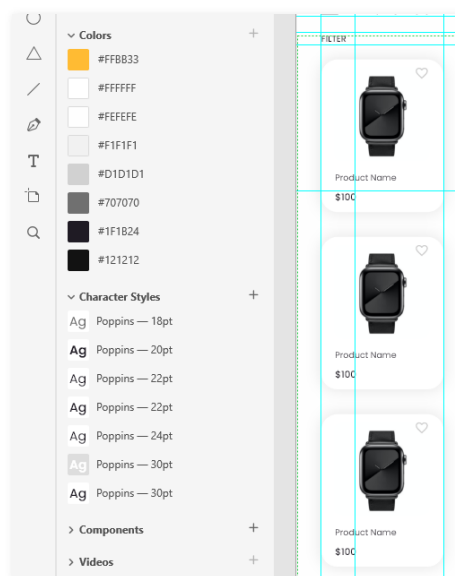 Colors
#FFBB33
#FFFFFF
#FEFEFE
#F1F1F1
#D1D1D1
#707070
#1F1B24
#121212
Character Styles
Ag Poppins — 18pt
Ag Poppins — 20pt
Ag Poppins — 22pt
Ag Poppins — 22pt
Ag Poppins — 24pt
Ag Poppins — 30pt
Ag Poppins — 30pt
Components
Videos
T
FILTER
Product Name
$100
Product Name
$100
Product Name
$100